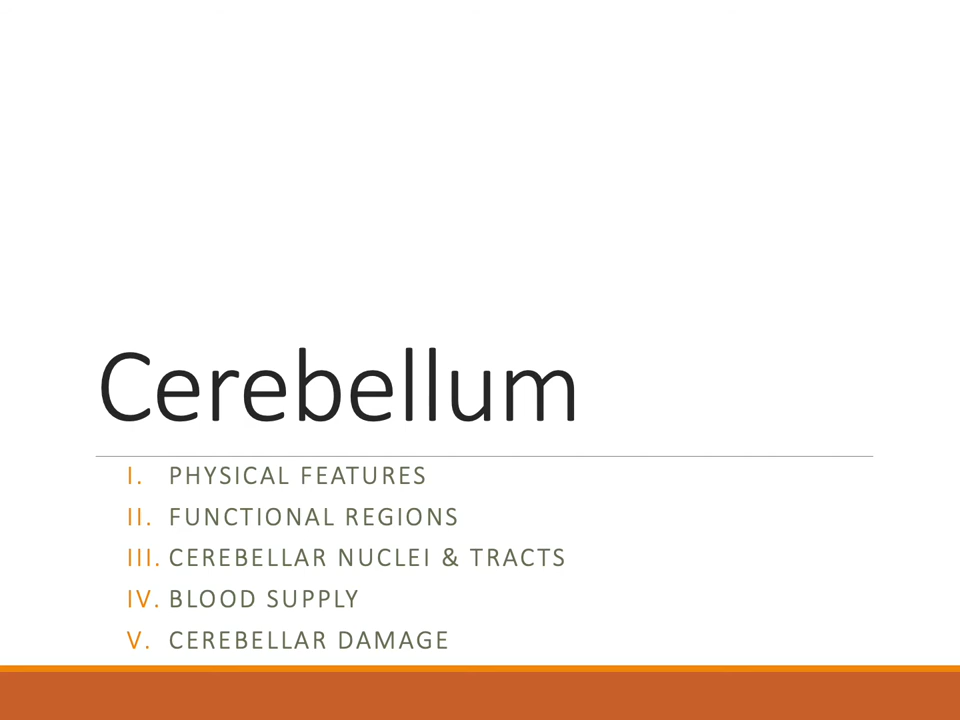 Cerebellum
I. PHYSICAL FEATURES
II. FUNCTIONAL REGIONS
III. CEREBELLAR NUCLEI & TRACTS
IV. BLOOD SUPPLY
V. CEREBELLAR DAMAGE